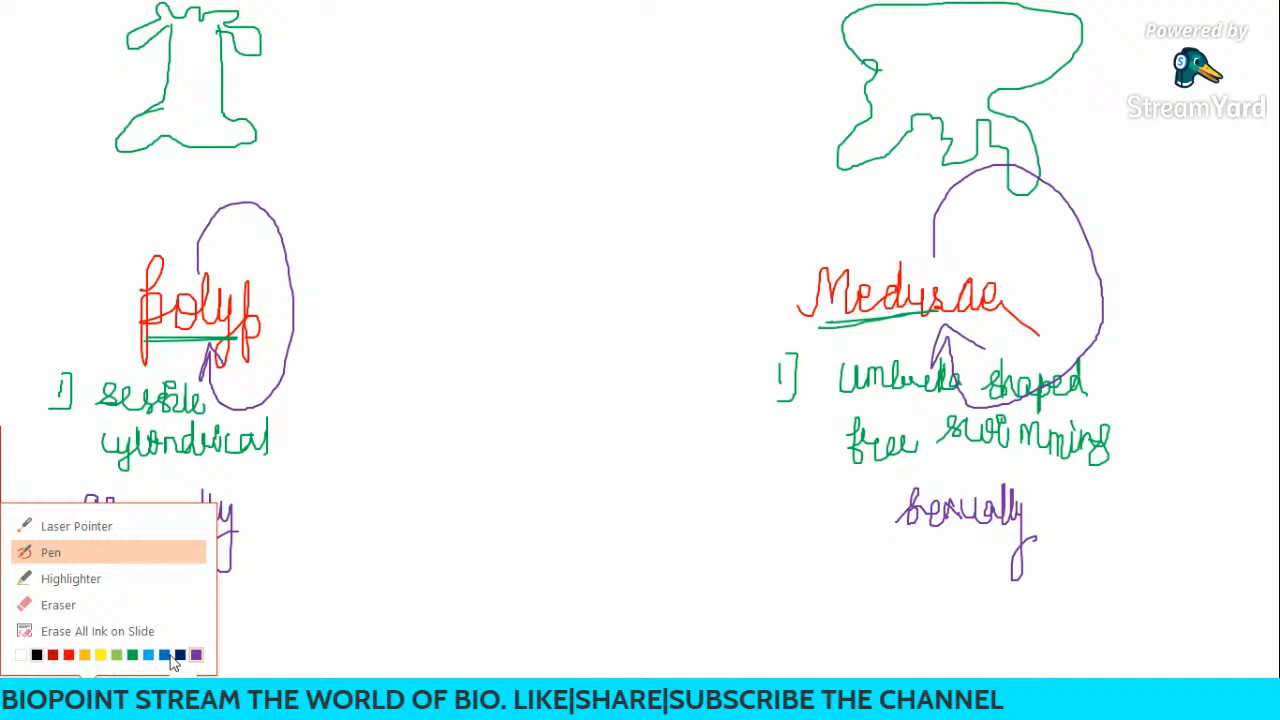 Powered by
StreamYard
polyp
Medusae
1] sessile
cylindrical
1] umbrella shaped
free swimming
sexually
Laser Pointer
Pen
Highlighter
Eraser
Erase All Ink on Slide
BIOPOINT STREAM THE WORLD OF BIO. LIKE|SHARE|SUBSCRIBE THE CHANNEL